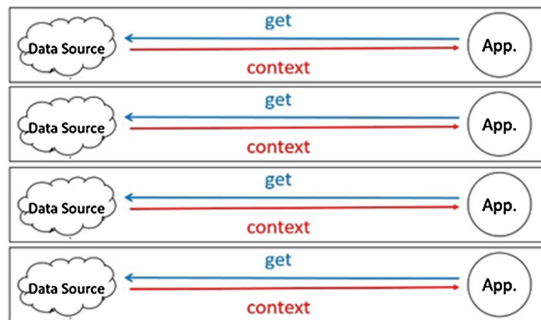 get
Data Source App.
context
get
Data Source App.
context
get
Data Source App.
context
get
Data Source App.
context